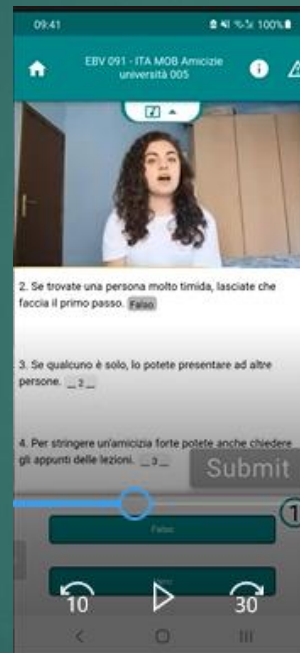 09:41
100%
EBV 091 - ITA MOB Amicizie
università 005
2. Se trovate una persona molto timida, lasciate che
faccia il primo passo. Falso
3. Se qualcuno è solo, lo potete presentare ad altre
persone. __2__
4. Per stringere un'amicizia forte potete anche chiedere
gli appunti delle lezioni. __3__
Submit
1
Falso
10
30